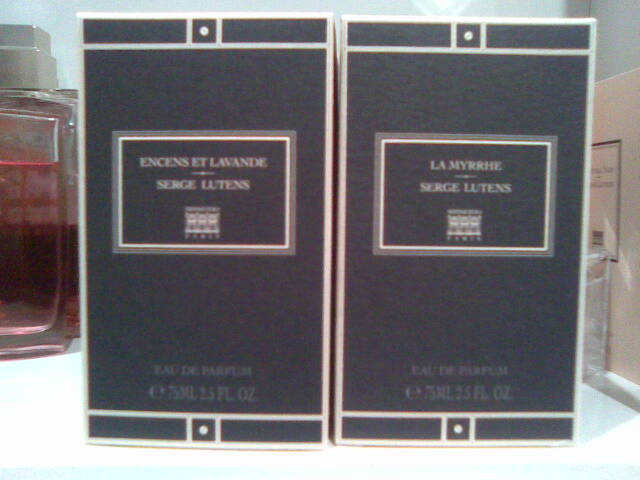 ENCENS ET LAVANDE
SERGE LUTENS
PARIS
EAU DE PARFUM
℮ 75ML 2.5 FL. OZ.
LA MYRRHE
SERGE LUTENS
PARIS
EAU DE PARFUM
℮ 75ML 2.5 FL. OZ.